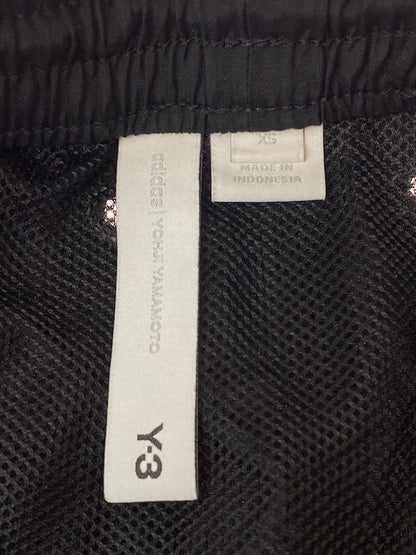 adidas | YOHJI YAMAMOTO
Y-3
XS
MADE IN
INDONESIA